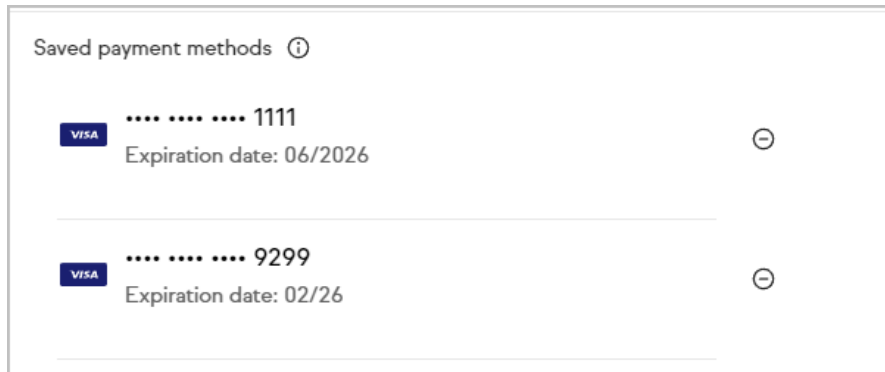 Saved payment methods
VISA
•••• •••• •••• 1111
Expiration date: 06/2026
VISA
•••• •••• •••• 9299
Expiration date: 02/26